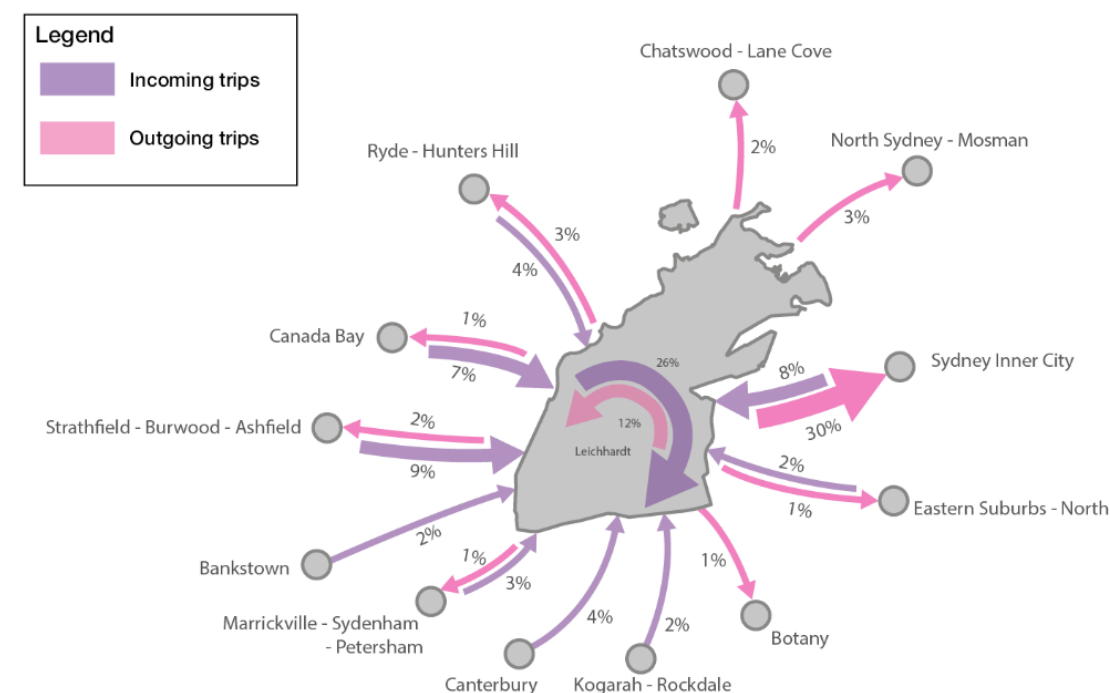 Legend
Incoming trips
Outgoing trips
Chatswood - Lane Cove
2%
North Sydney - Mosman
3%
Ryde - Hunters Hill
3%
4%
Canada Bay
1%
7%
26%
12%
Leichhardt
Sydney Inner City
8%
30%
Strathfield - Burwood - Ashfield
2%
9%
2%
1%
Eastern Suburbs - North
Bankstown
2%
1%
3%
Marrickville - Sydenham
- Petersham
4%
Canterbury
2%
Kogarah - Rockdale
1%
Botany